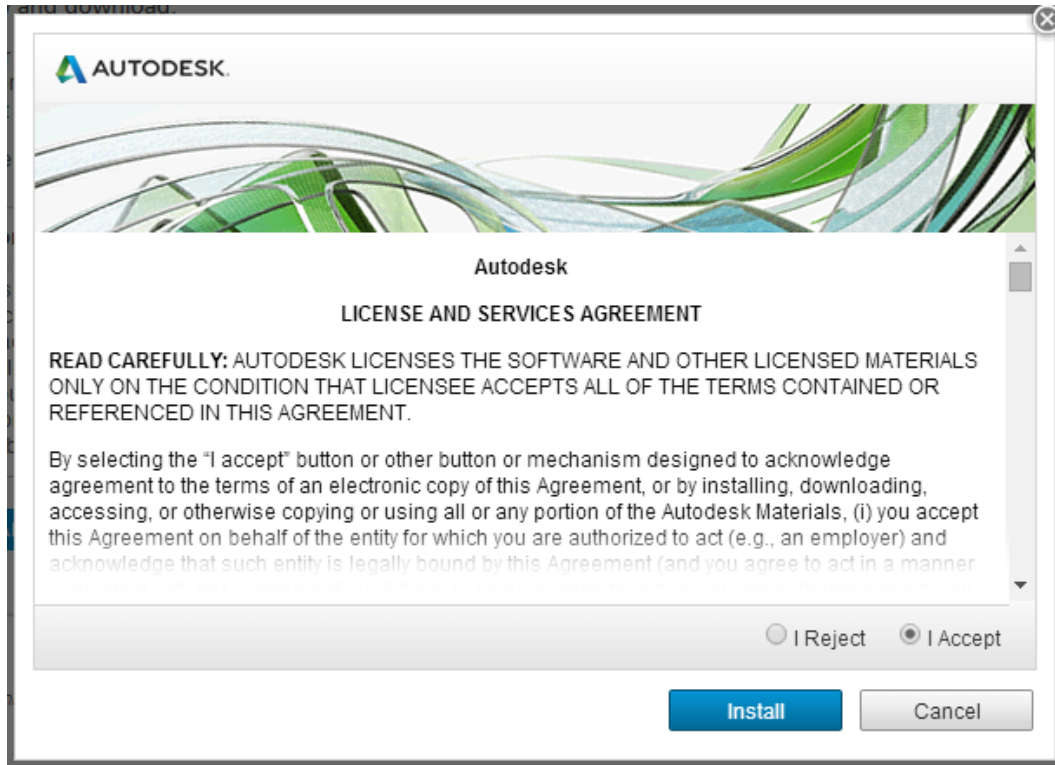 and download.
AUTODESK.
Autodesk
LICENSE AND SERVICES AGREEMENT
READ CAREFULLY: AUTODESK LICENSES THE SOFTWARE AND OTHER LICENSED MATERIALS
ONLY ON THE CONDITION THAT LICENSEE ACCEPTS ALL OF THE TERMS CONTAINED OR
REFERENCED IN THIS AGREEMENT.
By selecting the “I accept” button or other button or mechanism designed to acknowledge
agreement to the terms of an electronic copy of this Agreement, or by installing, downloading,
accessing, or otherwise copying or using all or any portion of the Autodesk Materials, (i) you accept
this Agreement on behalf of the entity for which you are authorized to act (e.g., an employer) and
acknowledge that such entity is legally bound by this Agreement (and you agree to act in a manner
I Reject I Accept
Install Cancel